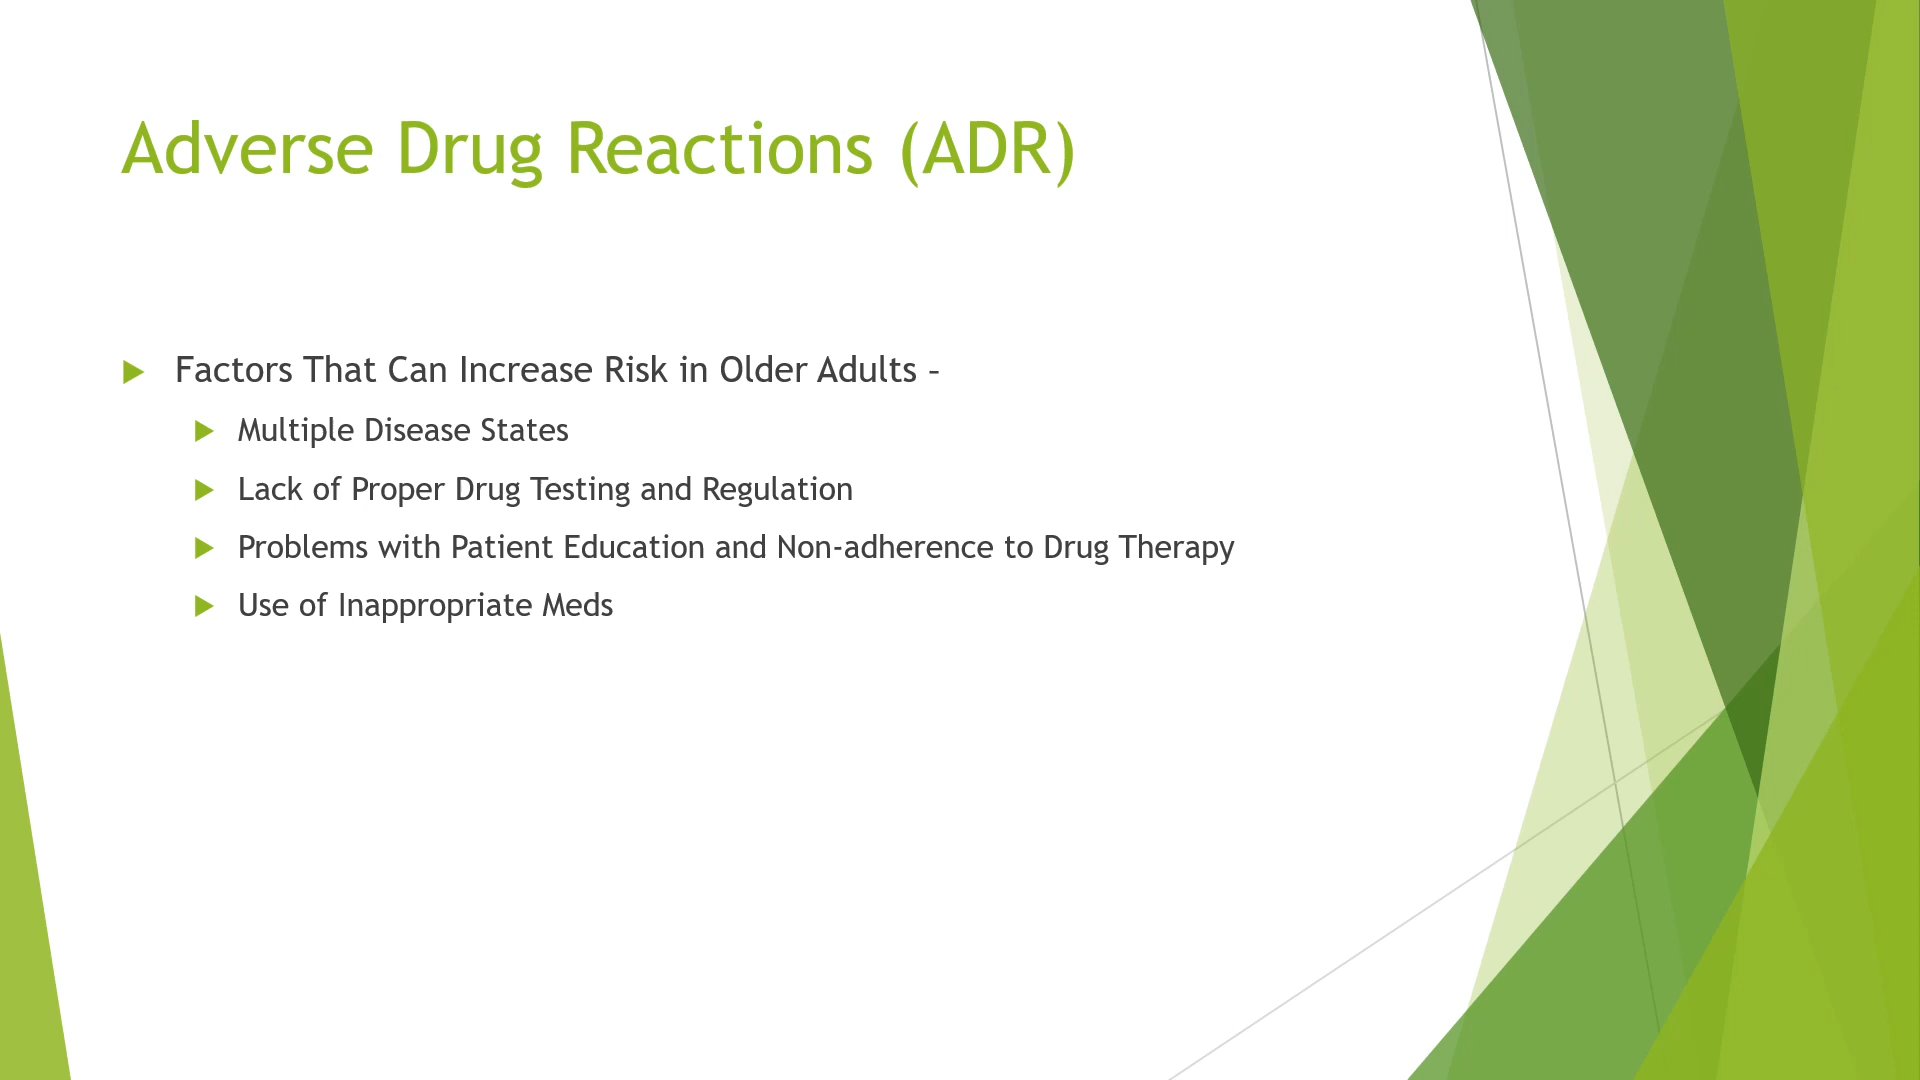 Adverse Drug Reactions (ADR)
Factors That Can Increase Risk in Older Adults –
Multiple Disease States
Lack of Proper Drug Testing and Regulation
Problems with Patient Education and Non-adherence to Drug Therapy
Use of Inappropriate Meds